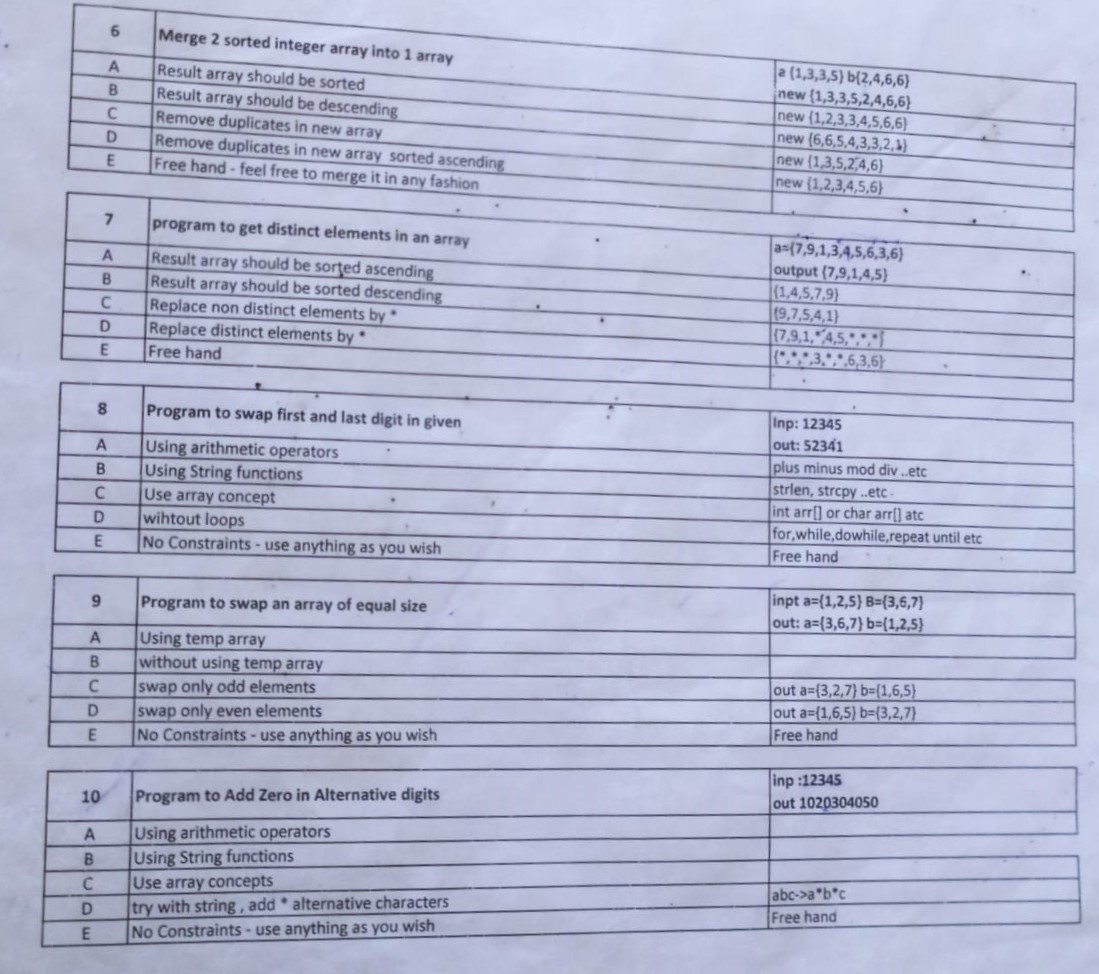 6 Merge 2 sorted integer array into 1 array a {1,3,3,5} b{2,4,6,6}
new {1,3,3,5,2,4,6,6}
A Result array should be sorted new {1,2,3,3,4,5,6,6}
B Result array should be descending new {6,6,5,4,3,3,2,1}
C Remove duplicates in new array new {1,3,5,2,4,6}
D Remove duplicates in new array sorted ascending new {1,2,3,4,5,6}
E Free hand - feel free to merge it in any fashion
7 program to get distinct elements in an array a={7,9,1,3,4,5,6,3,6}
output {7,9,1,4,5}
A Result array should be sorted ascending {1,4,5,7,9}
B Result array should be sorted descending {9,7,5,4,1}
C Replace non distinct elements by * {7,9,1,*,4,5,*,*,*}
D Replace distinct elements by * {*,*,*,3,*,*,6,3,6}
E Free hand
8 Program to swap first and last digit in given Inp: 12345
out: 52341
A Using arithmetic operators plus minus mod div ..etc
B Using String functions strlen, strcpy ..etc
C Use array concept int arr[] or char arr[] atc
D wihtout loops for,while,dowhile,repeat until etc
E No Constraints - use anything as you wish Free hand
9 Program to swap an array of equal size inpt a={1,2,5} B={3,6,7}
out: a={3,6,7} b={1,2,5}
A Using temp array
B without using temp array
C swap only odd elements out a={3,2,7} b={1,6,5}
D swap only even elements out a={1,6,5} b={3,2,7}
E No Constraints - use anything as you wish Free hand
10 Program to Add Zero in Alternative digits inp :12345
out 1020304050
A Using arithmetic operators
B Using String functions
C Use array concepts
D try with string , add * alternative characters abc->a*b*c
E No Constraints - use anything as you wish Free hand